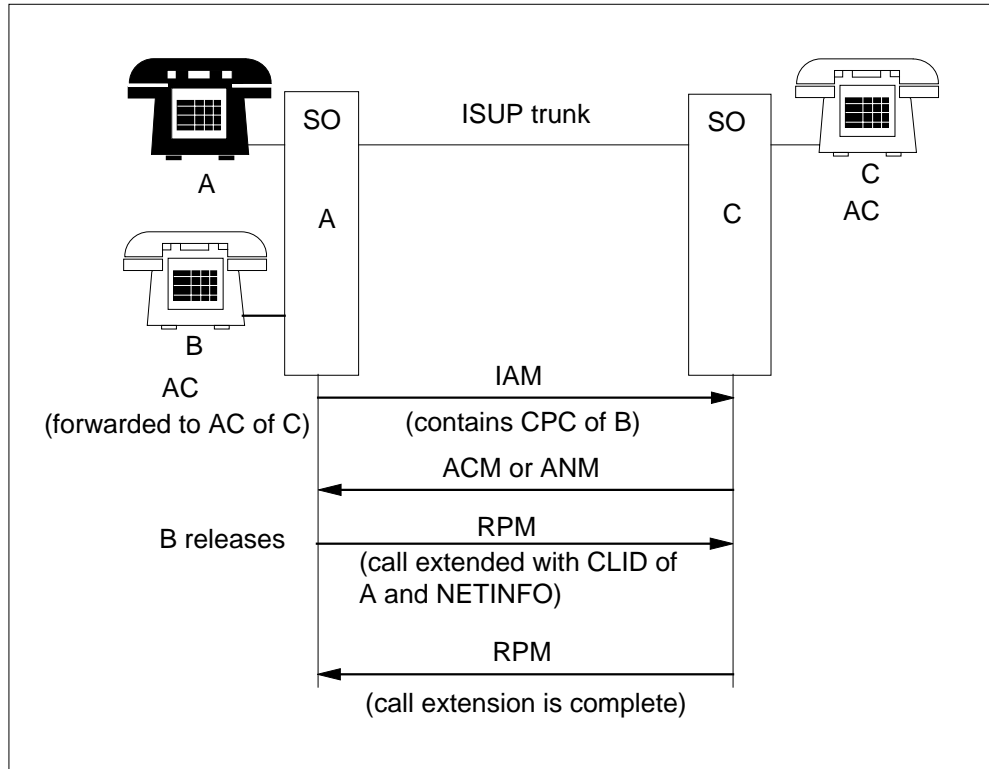 SO
ISUP trunk
SO
A
C
AC
A
C
B
AC
(forwarded to AC of C)
IAM
(contains CPC of B)
ACM or ANM
B releases
RPM
(call extended with CLID of
A and NETINFO)
RPM
(call extension is complete)